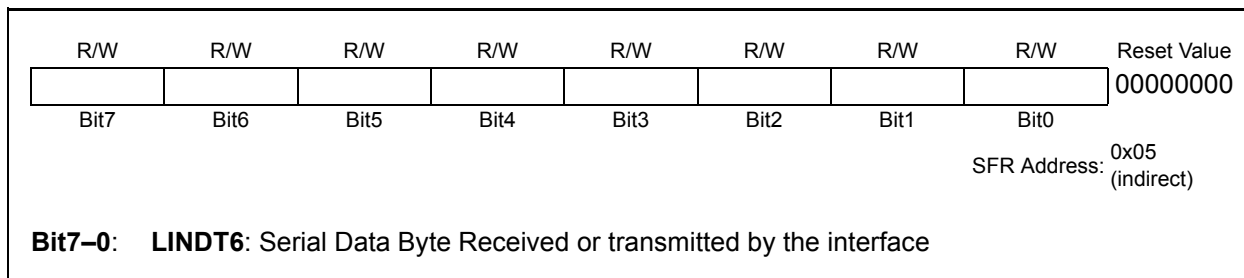 R/W R/W R/W R/W R/W R/W R/W R/W Reset Value
00000000
Bit7 Bit6 Bit5 Bit4 Bit3 Bit2 Bit1 Bit0
SFR Address: 0x05
(indirect)
Bit7–0: LINDT6: Serial Data Byte Received or transmitted by the interface